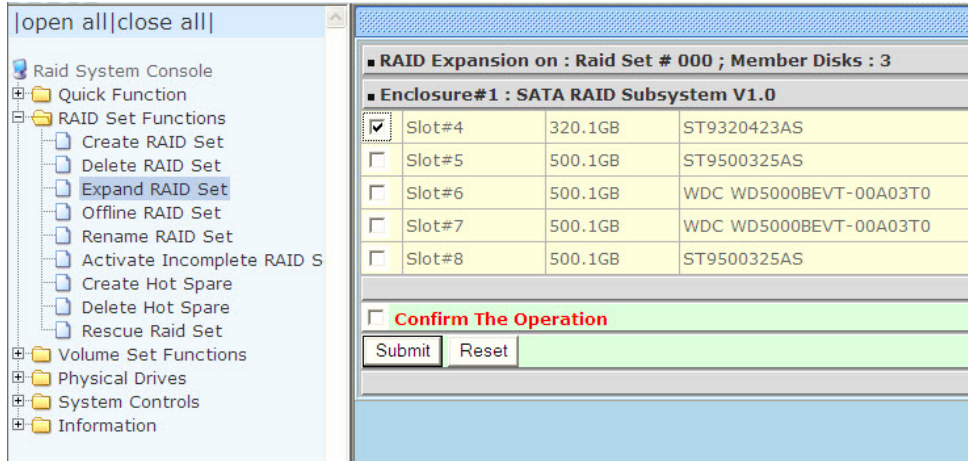 |open all|close all|
Raid System Console
Quick Function
RAID Set Functions
Create RAID Set
Delete RAID Set
Expand RAID Set
Offline RAID Set
Rename RAID Set
Activate Incomplete RAID S
Create Hot Spare
Delete Hot Spare
Rescue Raid Set
Volume Set Functions
Physical Drives
System Controls
Information
RAID Expansion on : Raid Set # 000 ; Member Disks : 3
Enclosure#1 : SATA RAID Subsystem V1.0
Slot#4 320.1GB ST9320423AS
Slot#5 500.1GB ST9500325AS
Slot#6 500.1GB WDC WD5000BEVT-00A03T0
Slot#7 500.1GB WDC WD5000BEVT-00A03T0
Slot#8 500.1GB ST9500325AS
Confirm The Operation
Submit Reset